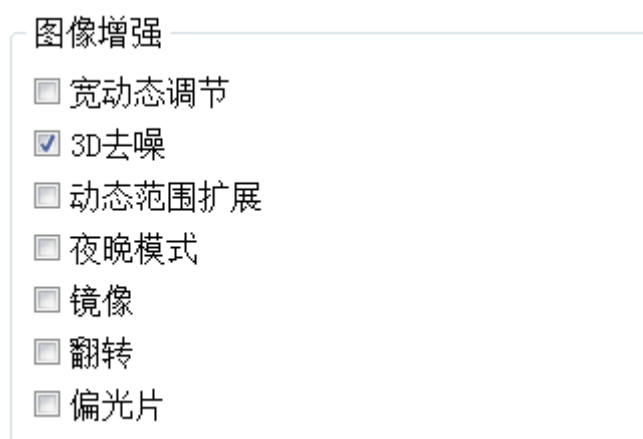 图像增强
宽动态调节
3D去噪
动态范围扩展
夜晚模式
镜像
翻转
偏光片